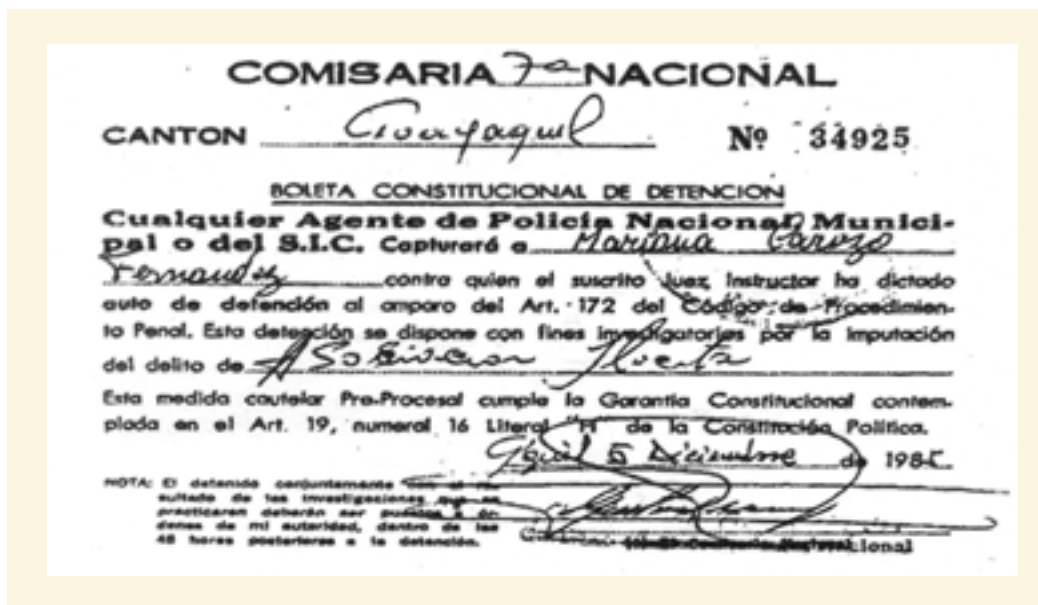 COMISARIA 7ª NACIONAL
CANTON Guayaquil Nº 34925
BOLETA CONSTITUCIONAL DE DETENCION
Cualquier Agente de Policía Nacional, Munici-
pal o del S.I.C. Capturará a Mariana
Fernandez contra quien el suscrito Juez Instructor ha dictado
auto de detención al amparo del Art. 172 del Código de Procedimien-
to Penal. Esta detención se dispone con fines investigatorios por la imputación
del delito de Asociacion Ilicita
Esta medida cautelar Pre-Procesal cumple la Garantía Constitucional contem-
plada en el Art. 19, numeral 16 Literal "H" de la Constitución Política.
Gquil 5 Diciembre de 1985
NOTA: El detenido conjuntamente con el re-
sultado de las investigaciones que se
practicaren deberán ser puestos a ór-
denes de mi autoridad, dentro de las
48 horas posteriores a la detención.